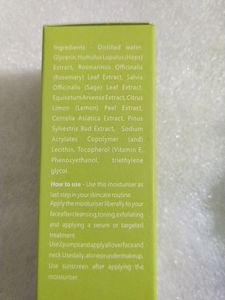 Ingredients - Distilled water,
Glycerin, Humulus Lupulus (Hops)
Extract, Rosmarinus Officinalis
(Rosemary) Leaf Extract, Salvia
Officinalis (Sage) Leaf Extract,
Equisetum Arvense Extract, Citrus
Limon (Lemon) Peel Extract,
Camelia Asiatica Extract, Pinus
Sylvestris Bud Extract, Sodium
Acrylates Copolymer (and)
Lecithin, Tocopherol (Vitamin E,
Phenoxyethanol, triethylene
glycol
How to use - Use this moisturiser as
last step in your skincare routine
Apply the moisturiser liberally to your
face after cleansing, toning, exfoliating
and applying a serum or targeted
treatment
Use 2 pumps and apply all over face and
neck Use daily, alone or under makeup.
Use sunscreen after applying the
moisturiser